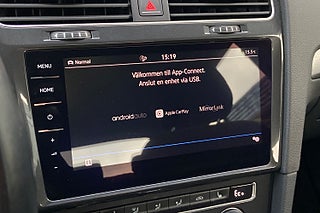 MENU
HOME
Normal
15:19
15.5°C
Välkommen till App-Connect.
Anslut en enhet via USB.
androidauto
Apple CarPlay
MirrorLink